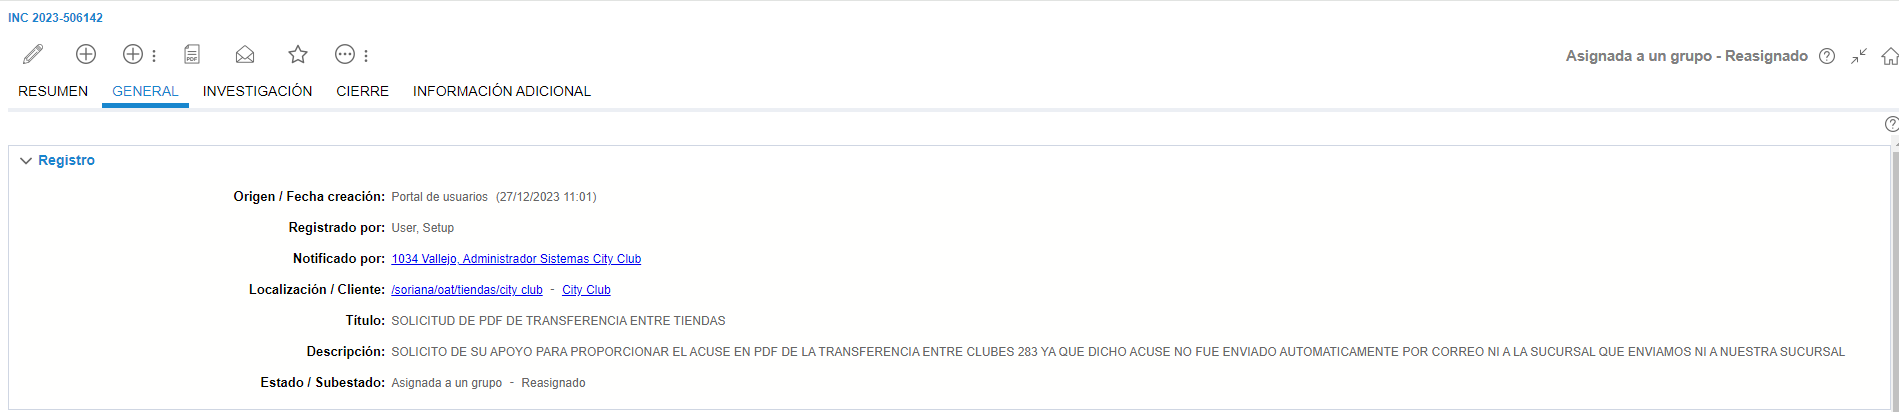 INC 2023-506142
PDF
Asignada a un grupo - Reasignado
RESUMEN GENERAL INVESTIGACIÓN CIERRE INFORMACIÓN ADICIONAL
Registro
Origen / Fecha creación: Portal de usuarios (27/12/2023 11:01)
Registrado por: User, Setup
Notificado por: 1034 Vallejo, Administrador Sistemas City Club
Localización / Cliente: /soriana/oat/tiendas/city club - City Club
Título: SOLICITUD DE PDF DE TRANSFERENCIA ENTRE TIENDAS
Descripción: SOLICITO DE SU APOYO PARA PROPORCIONAR EL ACUSE EN PDF DE LA TRANSFERENCIA ENTRE CLUBES 283 YA QUE DICHO ACUSE NO FUE ENVIADO AUTOMATICAMENTE POR CORREO NI A LA SUCURSAL QUE ENVIAMOS NI A NUESTRA SUCURSAL
Estado / Subestado: Asignada a un grupo - Reasignado